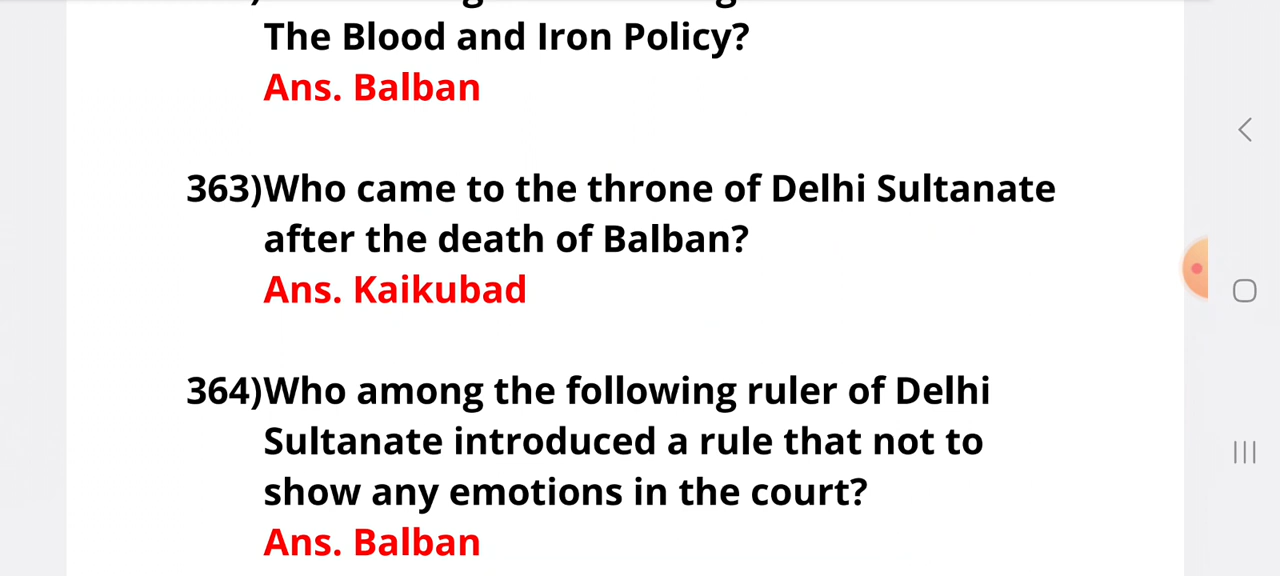 The Blood and Iron Policy?
Ans. Balban
363)Who came to the throne of Delhi Sultanate
after the death of Balban?
Ans. Kaikubad
364)Who among the following ruler of Delhi
Sultanate introduced a rule that not to
show any emotions in the court?
Ans. Balban